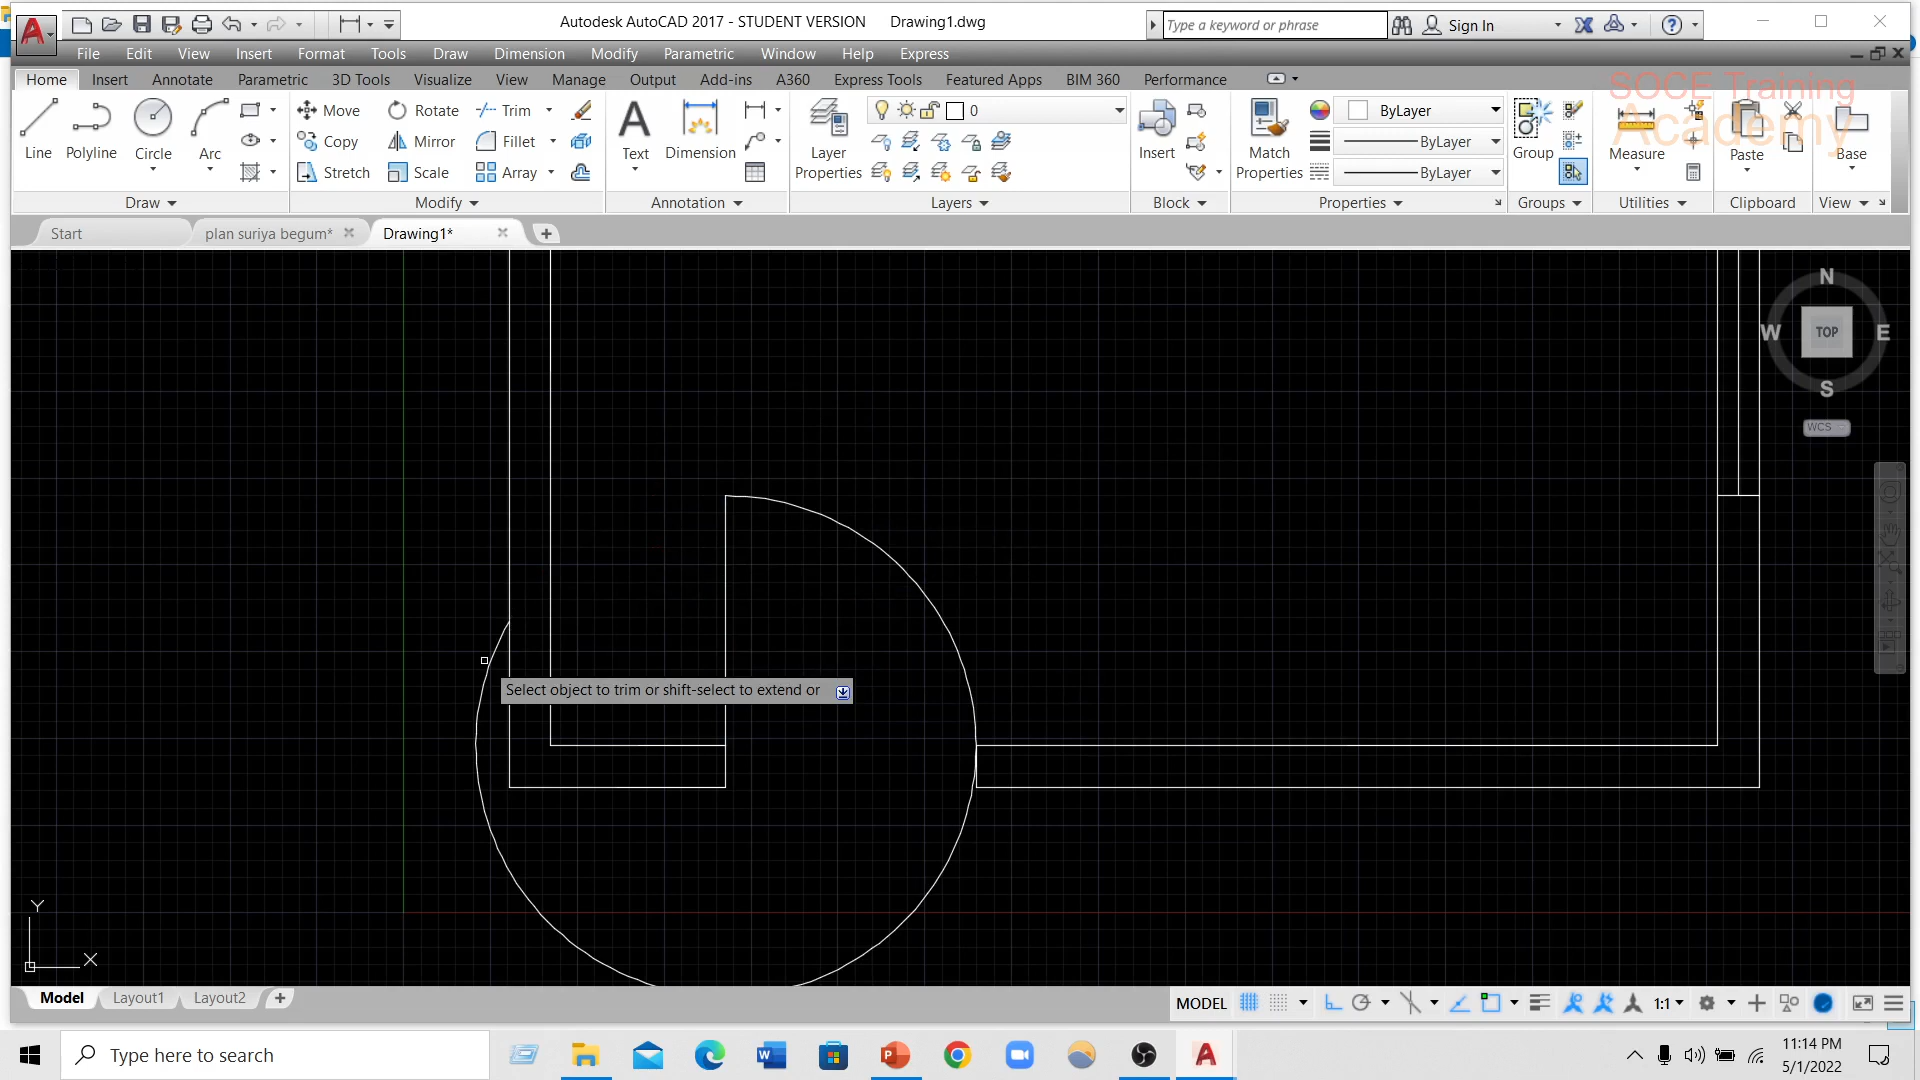 Autodesk AutoCAD 2017 - STUDENT VERSION Drawing1.dwg
Type a keyword or phrase
Sign In
File Edit View Insert Format Tools Draw Dimension Modify Parametric Window Help Express
Home Insert Annotate Parametric 3D Tools Visualize View Manage Output Add-ins A360 Express Tools Featured Apps BIM 360 Performance
SOCE Training
Academy
Move Rotate Trim
0
ByLayer
Copy Mirror Fillet
ByLayer
Line Polyline Circle Arc Text Dimension Layer Insert Match Group Measure Paste Base
Stretch Scale Array
Properties
Properties
ByLayer
Draw Modify Annotation Layers Block Properties Groups Utilities Clipboard View
Start plan suriya begum* Drawing1*
N
W TOP E
S
WCS
Select object to trim or shift-select to extend or
Y
X
Model Layout1 Layout2
MODEL 1:1
Type here to search
11:14 PM
5/1/2022